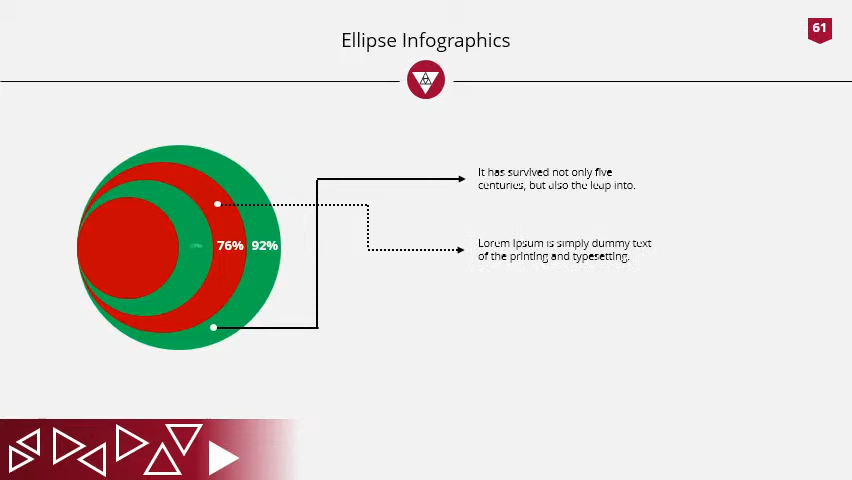 61
Ellipse Infographics
It has survived not only five
centuries, but also the leap into.
76% 92%
Lorem Ipsum is simply dummy text
of the printing and typesetting.